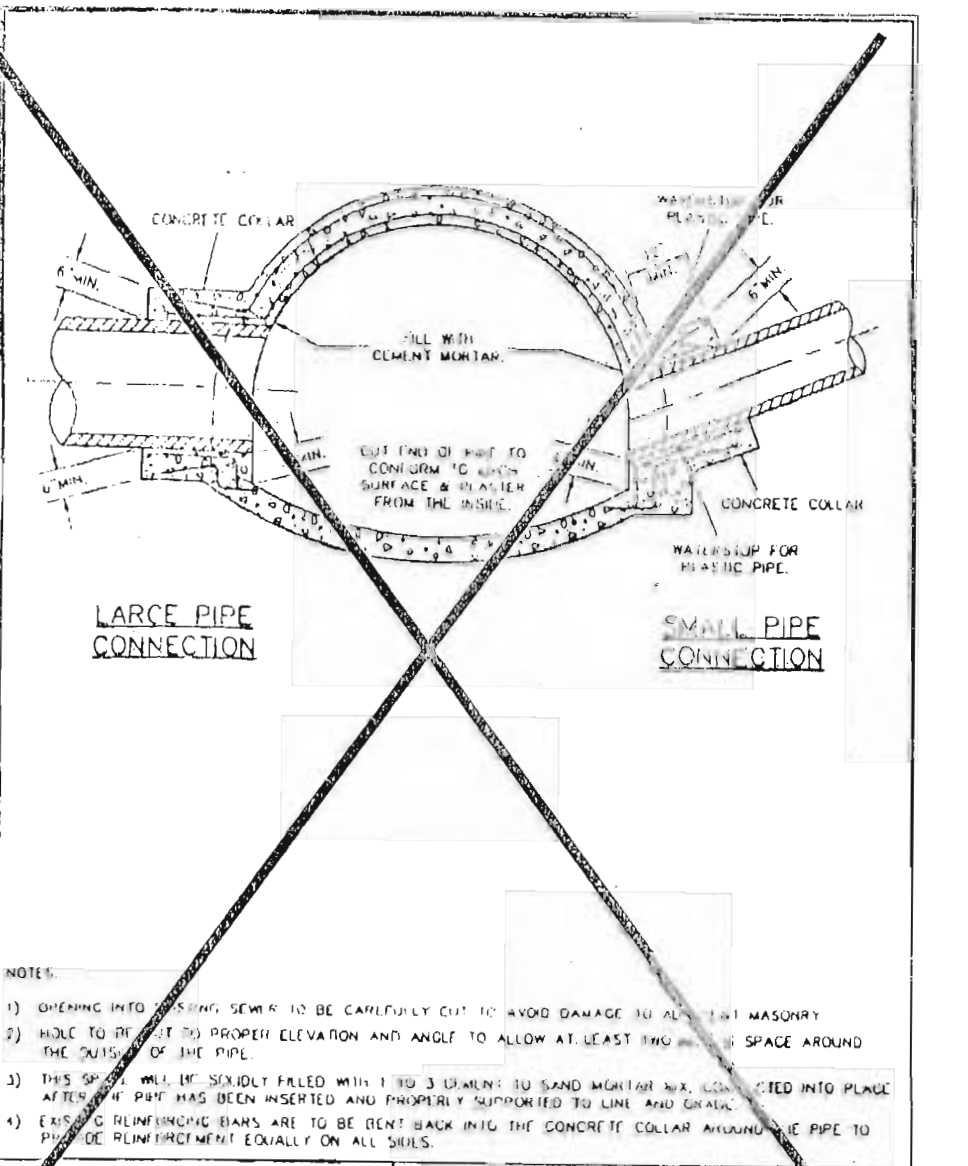 CONCRETE COLLAR
PLASTIC
6" MIN.
MIN.
6" MIN.
FILL WITH
CEMENT MORTAR.
CUT END OF PIPE TO
CONFORM TO
SURFACE & PLASTER
FROM THE INSIDE.
MIN.
MIN.
6" MIN.
CONCRETE COLLAR
WATERSTOP FOR
PLASTIC PIPE.
LARGE PIPE
CONNECTION
SMALL PIPE
CONNECTION
NOTES:
1) OPENING INTO SEWER TO BE CAREFULLY CUT TO AVOID DAMAGE TO MASONRY
2) HOLE TO BE CUT TO PROPER ELEVATION AND ANGLE TO ALLOW AT LEAST TWO SPACE AROUND
THE OUTSIDE OF THE PIPE.
3) THIS WILL BE SOLIDLY FILLED WITH 1 TO 3 CEMENT TO SAND MORTAR MIX, INTO PLACE
AFTER PIPE HAS BEEN INSERTED AND PROPERLY SUPPORTED TO LINE AND GRADE.
4) REINFORCING BARS ARE TO BE BENT BACK INTO THE CONCRETE COLLAR AROUND THE PIPE TO
REINFORCEMENT EQUALLY ON ALL SIDES.